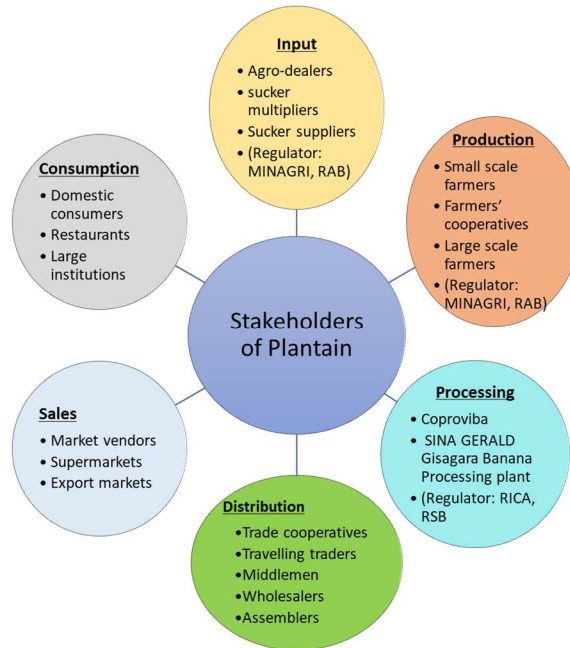 Input
• Agro-dealers
• sucker
multipliers
• Sucker suppliers
• (Regulator:
MINAGRI, RAB)
Production
• Small scale
farmers
• Farmers'
cooperatives
• Large scale
farmers
• (Regulator:
MINAGRI, RAB)
Processing
• Coproviba
• SINA GERALD
Gisagara Banana
Processing plant
• (Regulator: RICA,
RSB)
Distribution
•Trade cooperatives
•Travelling traders
•Middlemen
•Wholesalers
•Assemblers
Sales
• Market vendors
• Supermarkets
• Export markets
Consumption
• Domestic
consumers
• Restaurants
• Large
institutions
Stakeholders
of Plantain